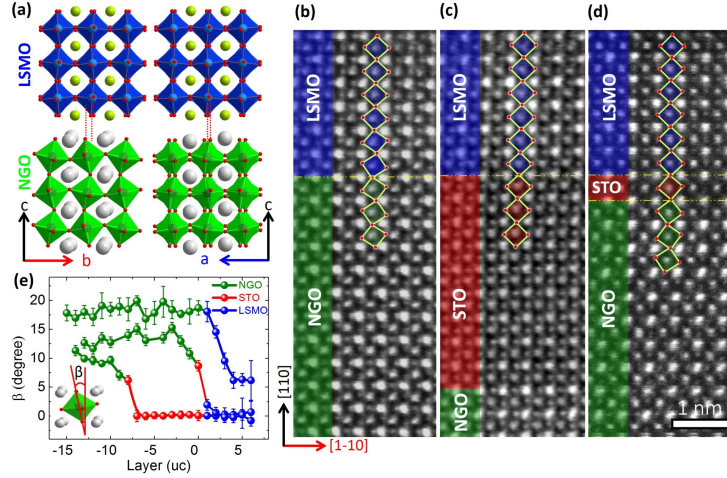 (a)
LSMO
NGO
c
b
c
a
(b)
LSMO
NGO
(c)
LSMO
STO
NGO
(d)
LSMO
STO
NGO
1 nm
[110]
[1-10]
(e)
NGO
STO
LSMO
β (degree)
20
15
10
5
0
β
-15
-10
-5
0
5
Layer (uc)